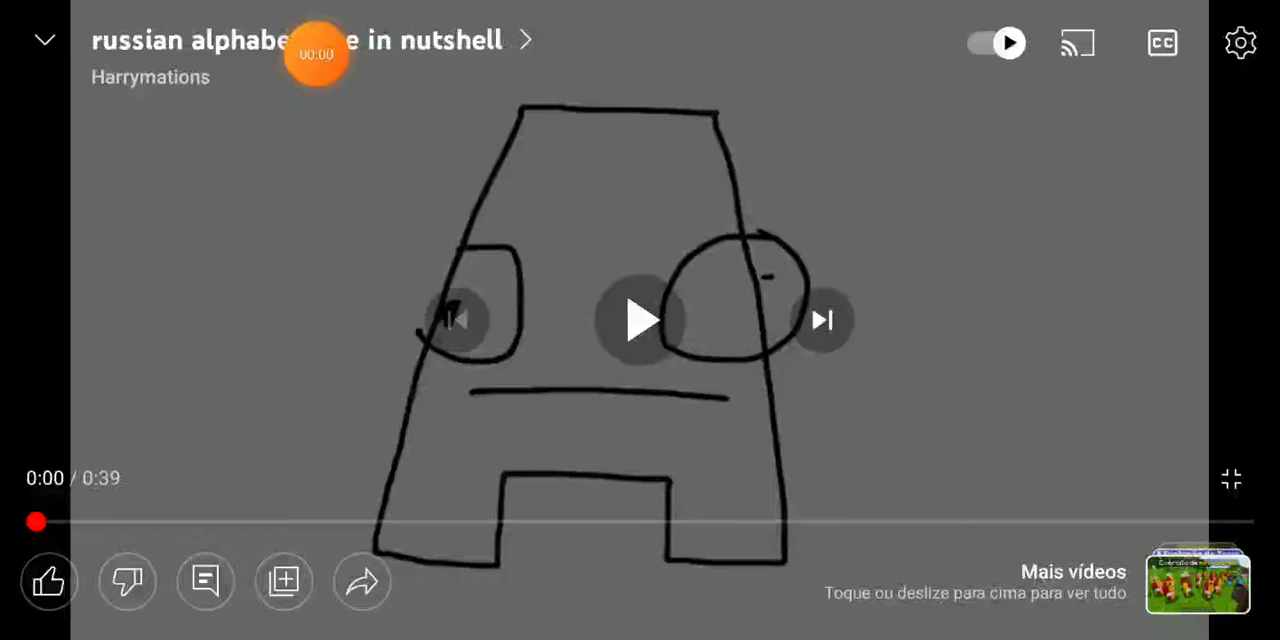 russian alphabe e in nutshell
00:00
Harrymations
CC
0:00 / 0:39
Mais vídeos
Toque ou deslize para cima para ver tudo